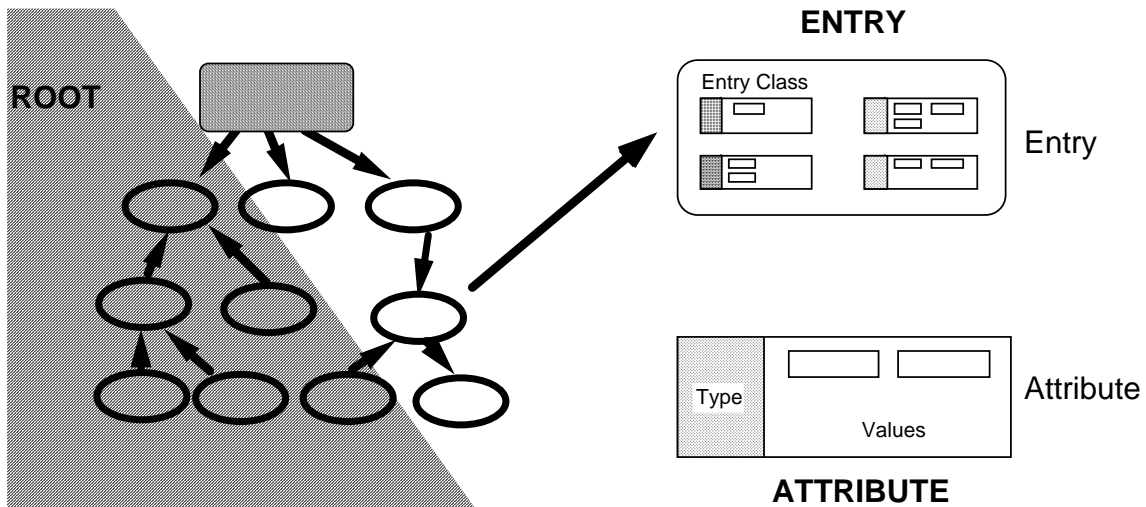 ENTRY
ROOT
Entry Class
Entry
Type
Values
Attribute
ATTRIBUTE